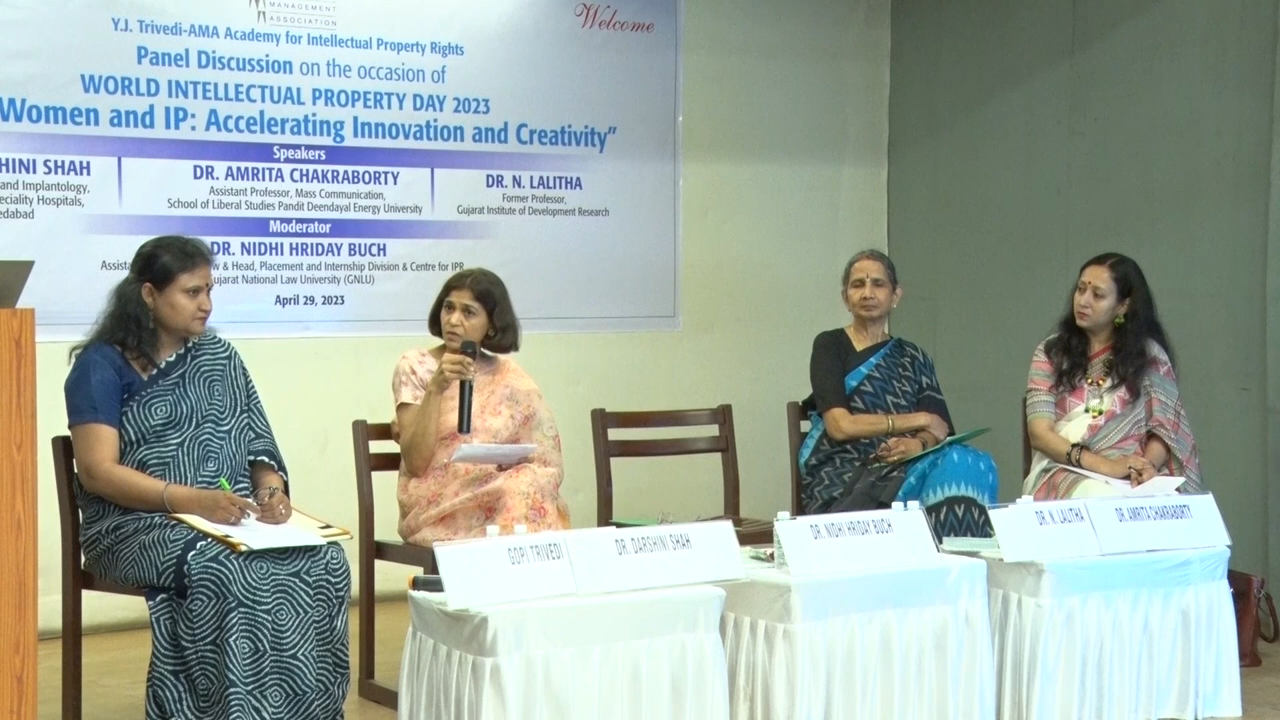 MANAGEMENT
ASSOCIATION
Welcome
Y.J. Trivedi-AMA Academy for Intellectual Property Rights
Panel Discussion on the occasion of
WORLD INTELLECTUAL PROPERTY DAY 2023
Women and IP: Accelerating Innovation and Creativity”
Speakers
HINI SHAH
and Implantology,
eciality Hospitals,
edabad
DR. AMRITA CHAKRABORTY
Assistant Professor, Mass Communication,
School of Liberal Studies Pandit Deendayal Energy University
DR. N. LALITHA
Former Professor,
Gujarat Institute of Development Research
Moderator
DR. NIDHI HRIDAY BUCH
Assista w & Head, Placement and Internship Division & Centre for IPR
Gujarat National Law University (GNLU)
April 29, 2023
GOPI TRIVEDI
DR. DARSHINI SHAH
DR. NIDHI HRIDAY BUCH
DR. N. LALITHA
DR. AMRITA CHAKRABORTY